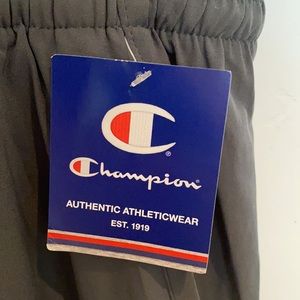 ®
Champion®
AUTHENTIC ATHLETICWEAR
EST. 1919